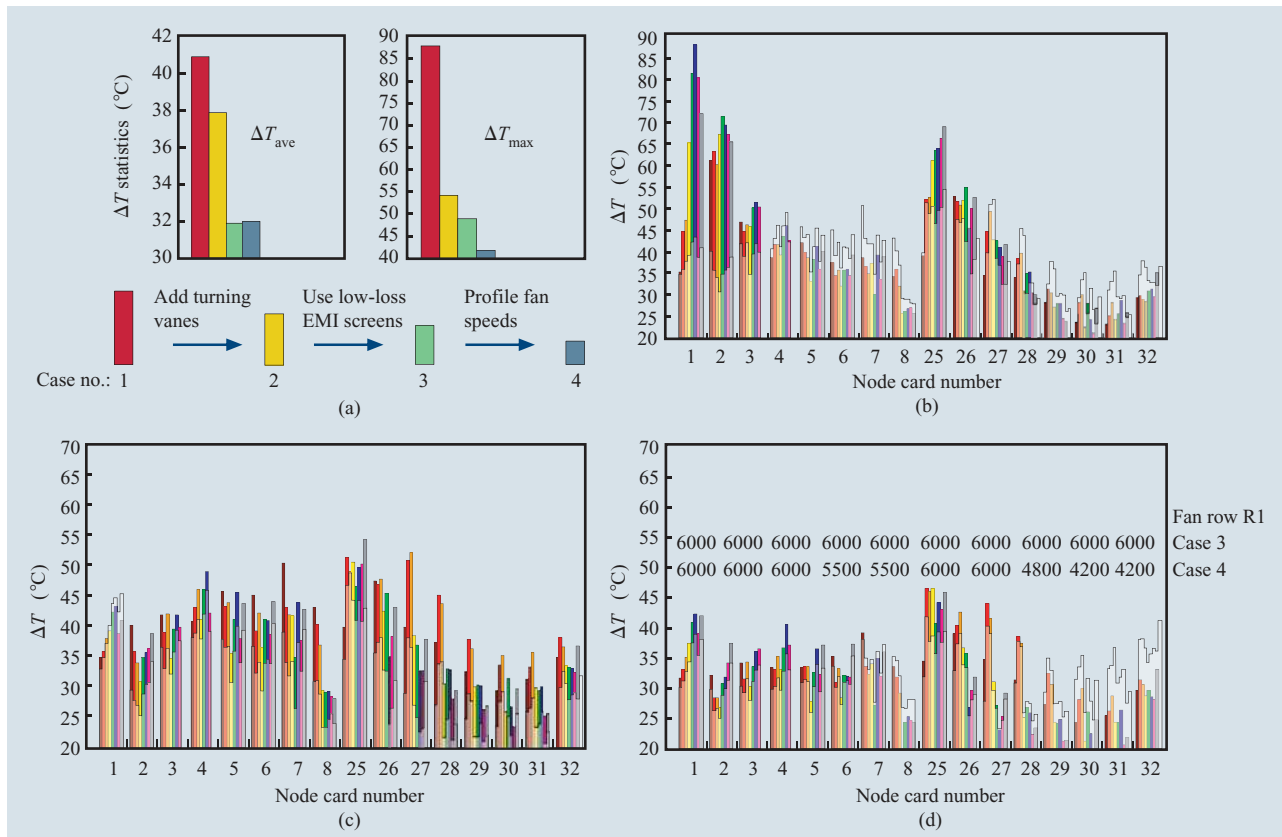 42
40
38
36
34
32
30
ΔT statistics (°C)
ΔTave
90
85
80
75
70
65
60
55
50
45
40
ΔTmax
Add turning
vanes
Use low-loss
EMI screens
Profile fan
speeds
Case no.: 1 2 3 4
(a)
90
85
80
75
70
65
60
55
50
45
40
35
30
25
20
ΔT (°C)
1 2 3 4 5 6 7 8 25 26 27 28 29 30 31 32
Node card number
(b)
70
65
60
55
50
45
40
35
30
25
20
ΔT (°C)
1 2 3 4 5 6 7 8 25 26 27 28 29 30 31 32
Node card number
(c)
70
65
60
55
50
45
40
35
30
25
20
ΔT (°C)
Fan row R1
6000 6000 6000 6000 6000 6000 6000 6000 6000 6000 Case 3
6000 6000 6000 5500 5500 6000 6000 4800 4200 4200 Case 4
1 2 3 4 5 6 7 8 25 26 27 28 29 30 31 32
Node card number
(d)